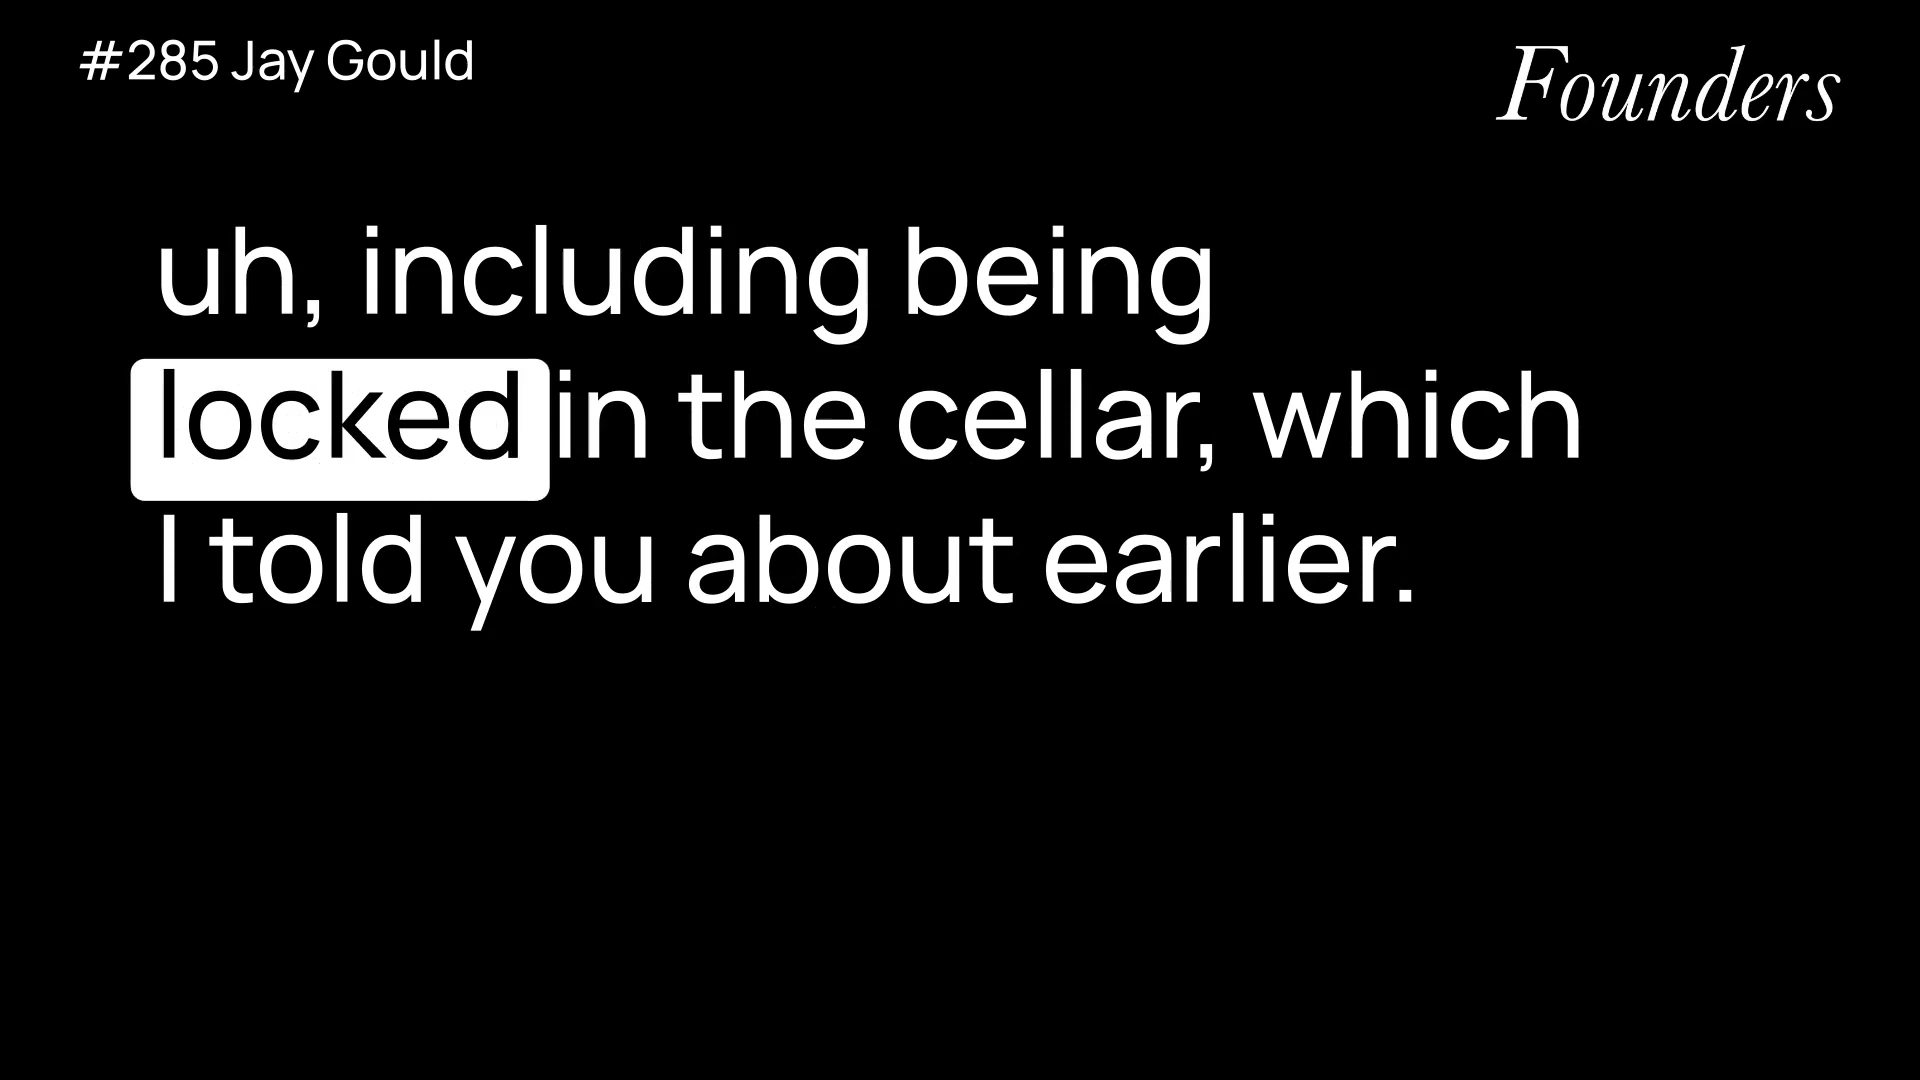 #285 Jay Gould
Founders
uh, including being
locked in the cellar, which
I told you about earlier.